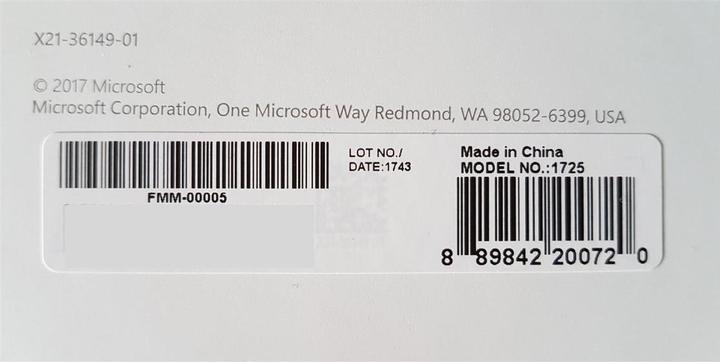 X21-36149-01
© 2017 Microsoft
Microsoft Corporation, One Microsoft Way Redmond, WA 98052-6399, USA
FMM-00005
LOT NO./
DATE:1743
Made in China
MODEL NO.:1725
8 89842 20072 0